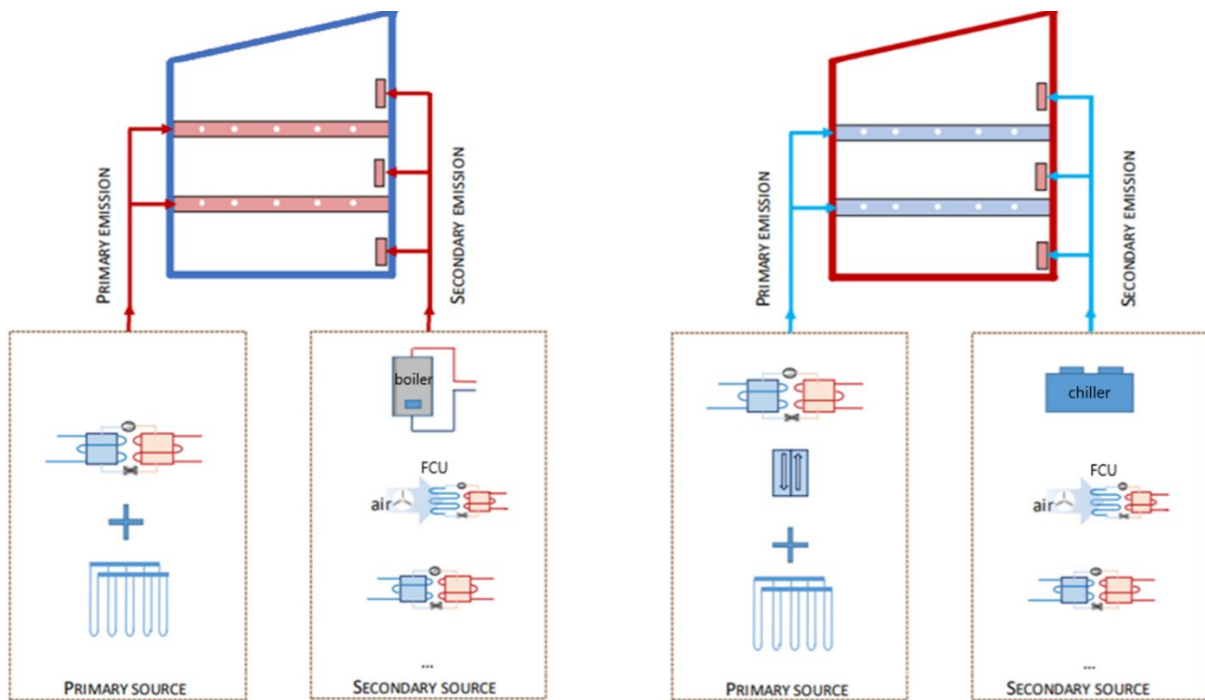 PRIMARY EMISSION
SECONDARY EMISSION
boiler
FCU
air
...
PRIMARY SOURCE
SECONDARY SOURCE
PRIMARY EMISSION
SECONDARY EMISSION
chiller
FCU
air
...
PRIMARY SOURCE
SECONDARY SOURCE